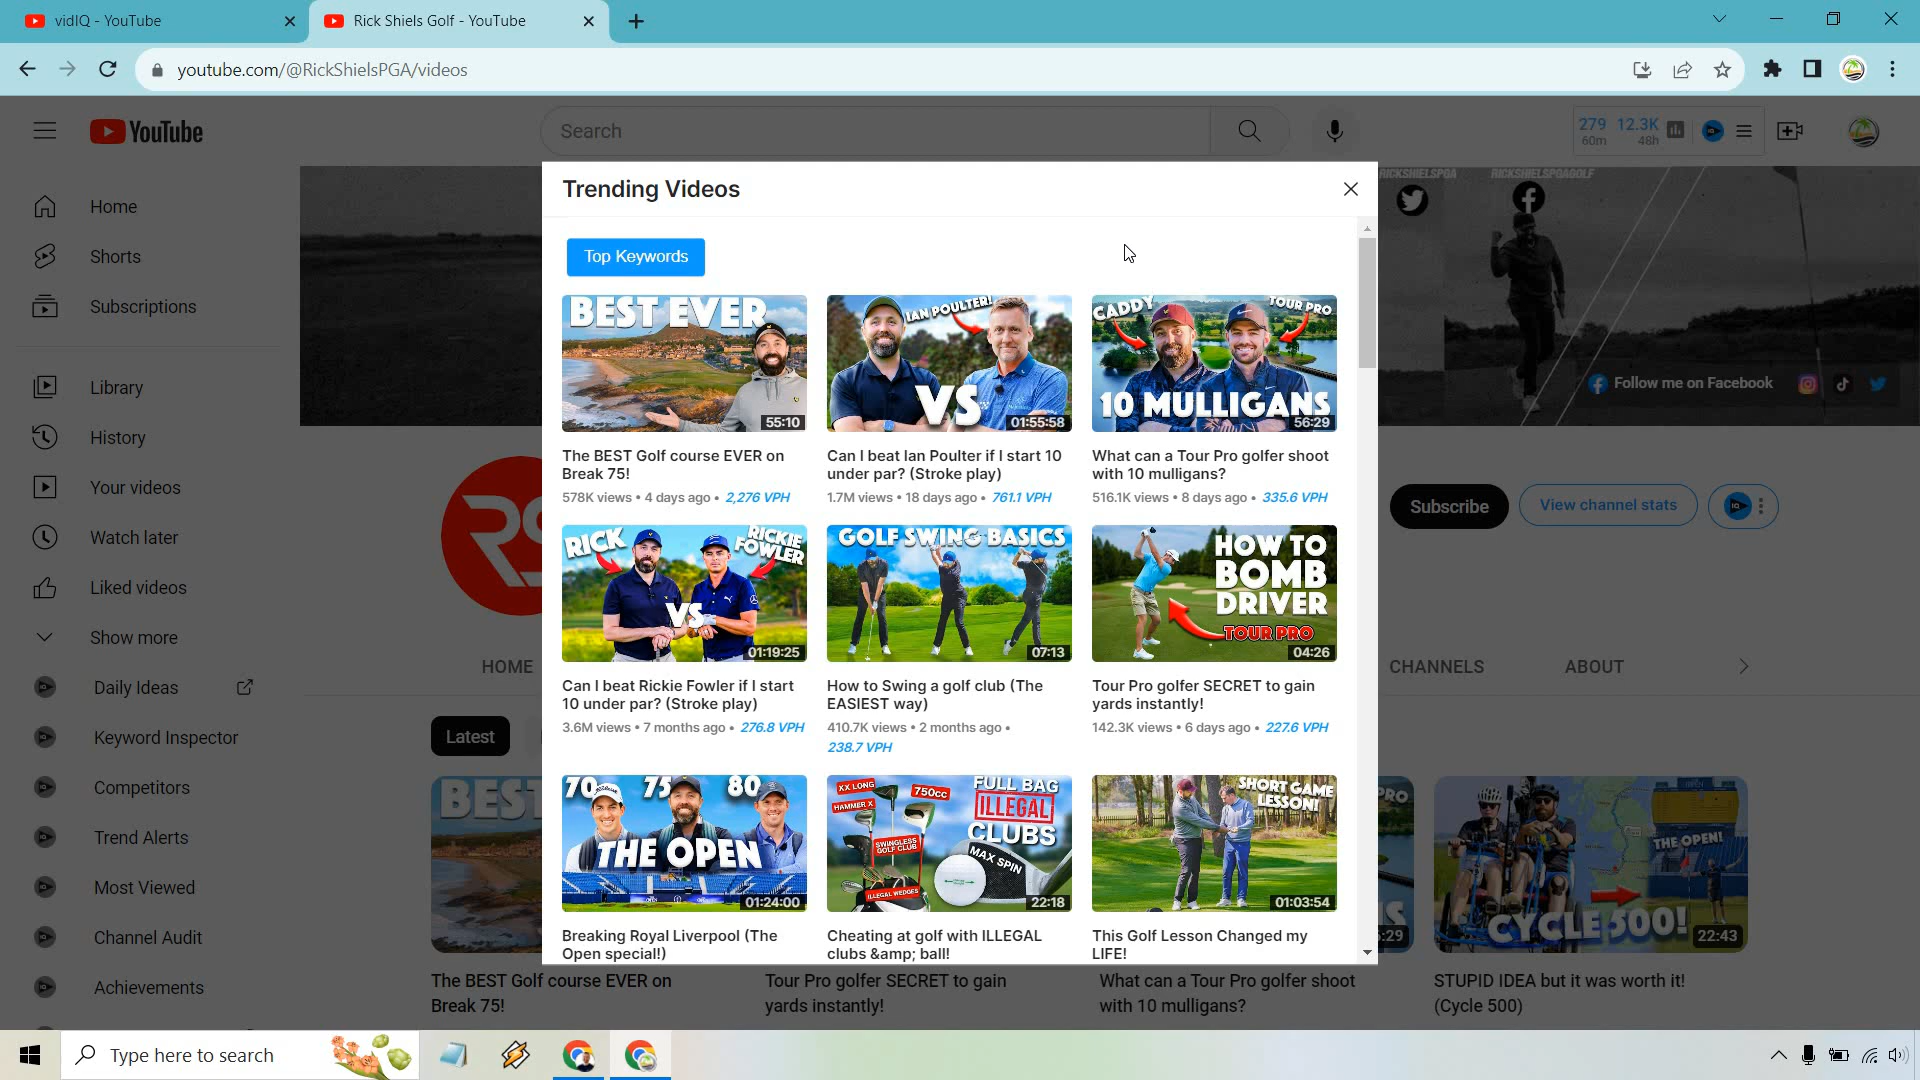 vidIQ - YouTube
Rick Shiels Golf - YouTube
youtube.com/@RickShielsPGA/videos
YouTube
Search
279 12.3K
60m 48h
Home
Shorts
Subscriptions
Library
History
Your videos
Watch later
Liked videos
Show more
Daily Ideas
Keyword Inspector
Competitors
Trend Alerts
Most Viewed
Channel Audit
Achievements
RICKSHIELSPGA
RICKSHIELSPGAGOLF
Follow me on Facebook
Subscribe
View channel stats
HOME
CHANNELS
ABOUT
Latest
Trending Videos
Top Keywords
BEST EVER
55:10
The BEST Golf course EVER on
Break 75!
578K views • 4 days ago • 2,276 VPH
IAN POULTER!
VS
01:55:58
Can I beat Ian Poulter if I start 10
under par? (Stroke play)
1.7M views • 18 days ago • 761.1 VPH
CADDY
TOUR PRO
10 MULLIGANS
56:29
What can a Tour Pro golfer shoot
with 10 mulligans?
516.1K views • 8 days ago • 335.6 VPH
RICK
RICKIE
FOWLER
VS
01:19:25
Can I beat Rickie Fowler if I start
10 under par? (Stroke play)
3.6M views • 7 months ago • 276.8 VPH
GOLF SWING BASICS
07:13
How to Swing a golf club (The
EASIEST way)
410.7K views • 2 months ago •
238.7 VPH
HOW TO
BOMB
DRIVER
TOUR PRO
04:26
Tour Pro golfer SECRET to gain
yards instantly!
142.3K views • 6 days ago • 227.6 VPH
70 75 80
THE OPEN
01:24:00
Breaking Royal Liverpool (The
Open special!)
XX LONG
HAMMER X
750cc
FULL BAG
ILLEGAL
CLUBS
SWINGLESS
GOLF CLUB
MAX SPIN
ILLEGAL WEDGES
22:18
Cheating at golf with ILLEGAL
clubs &amp; ball!
SHORT GAME
LESSON!
01:03:54
This Golf Lesson Changed my
LIFE!
BEST
The BEST Golf course EVER on
Break 75!
Tour Pro golfer SECRET to gain
yards instantly!
PRO
:29
What can a Tour Pro golfer shoot
with 10 mulligans?
THE OPEN!
CYCLE 500!
22:43
STUPID IDEA but it was worth it!
(Cycle 500)
Type here to search